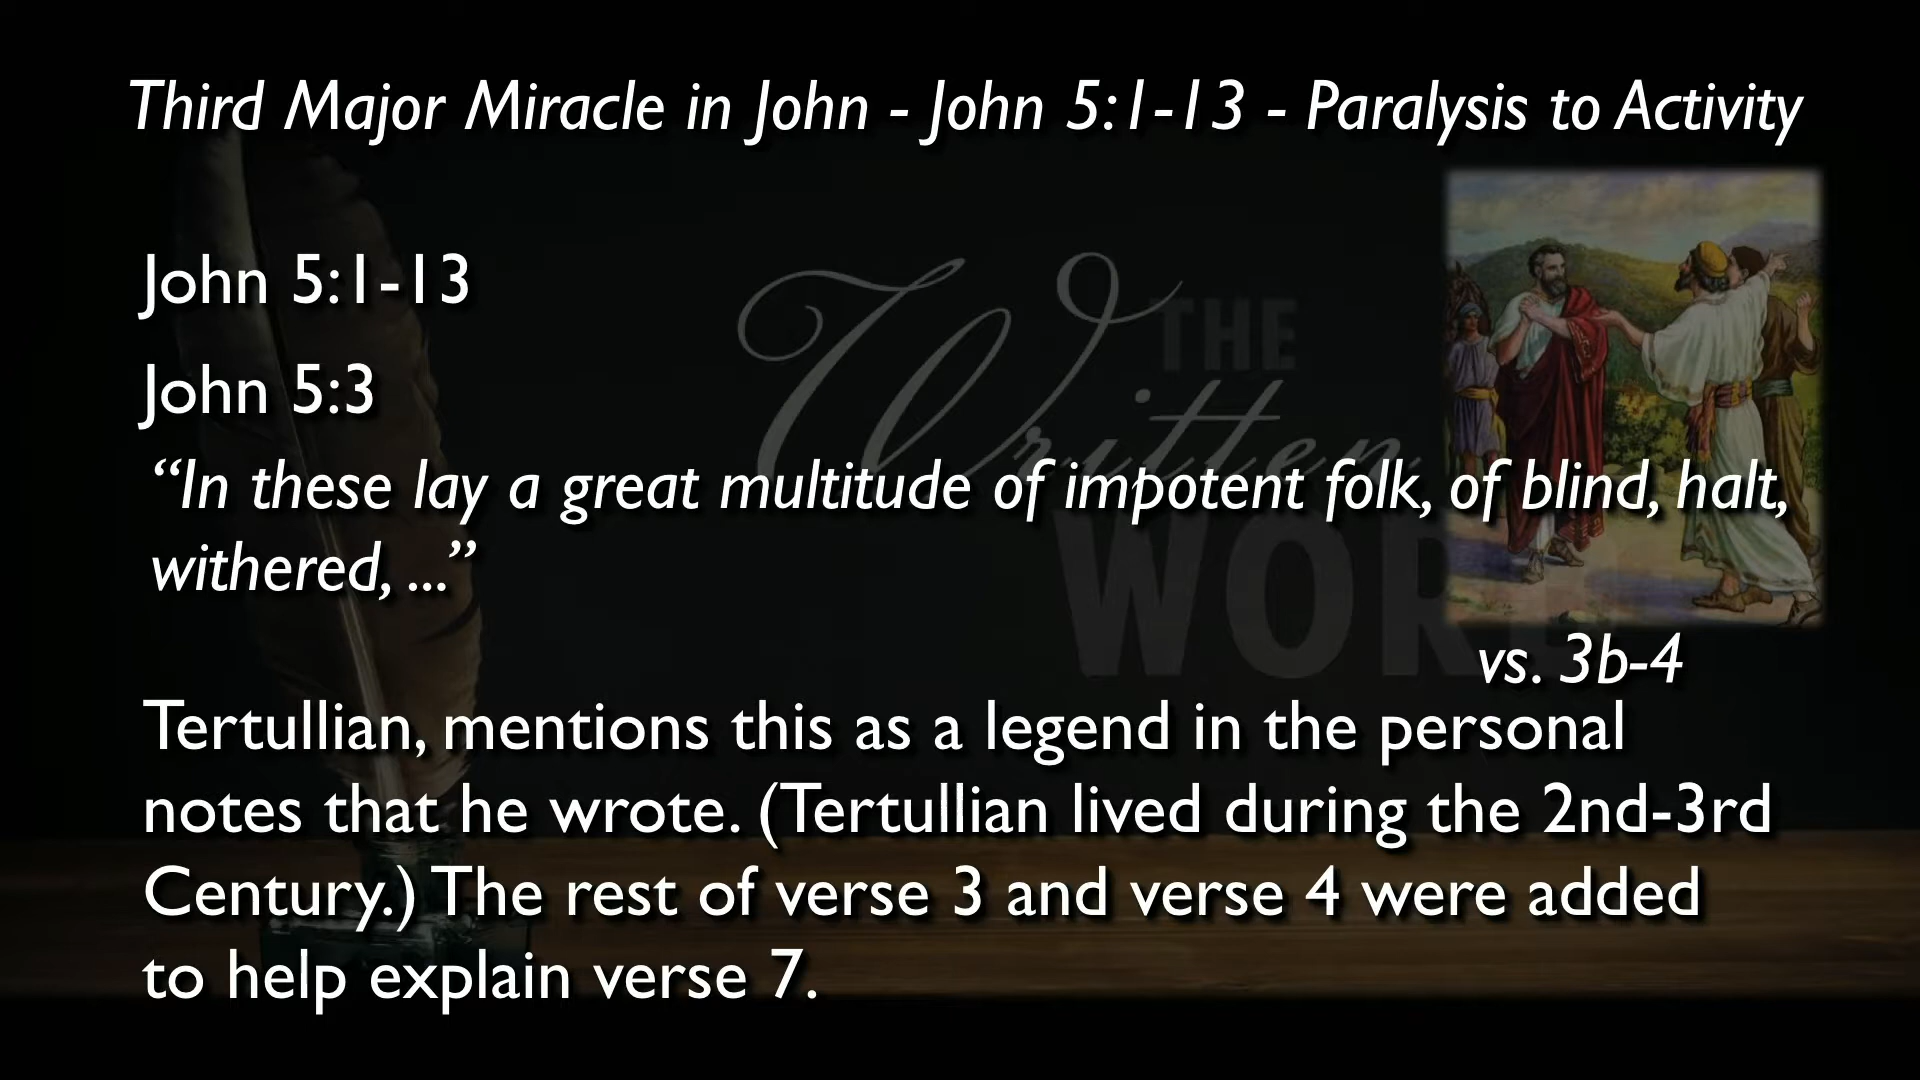 Third Major Miracle in John - John 5:1-13 - Paralysis to Activity
John 5:1-13
THE
Written
WORD
John 5:3
“In these lay a great multitude of impotent folk, of blind, halt,
withered, ...”
vs. 3b-4
Tertullian, mentions this as a legend in the personal
notes that he wrote. (Tertullian lived during the 2nd-3rd
Century.) The rest of verse 3 and verse 4 were added
to help explain verse 7.